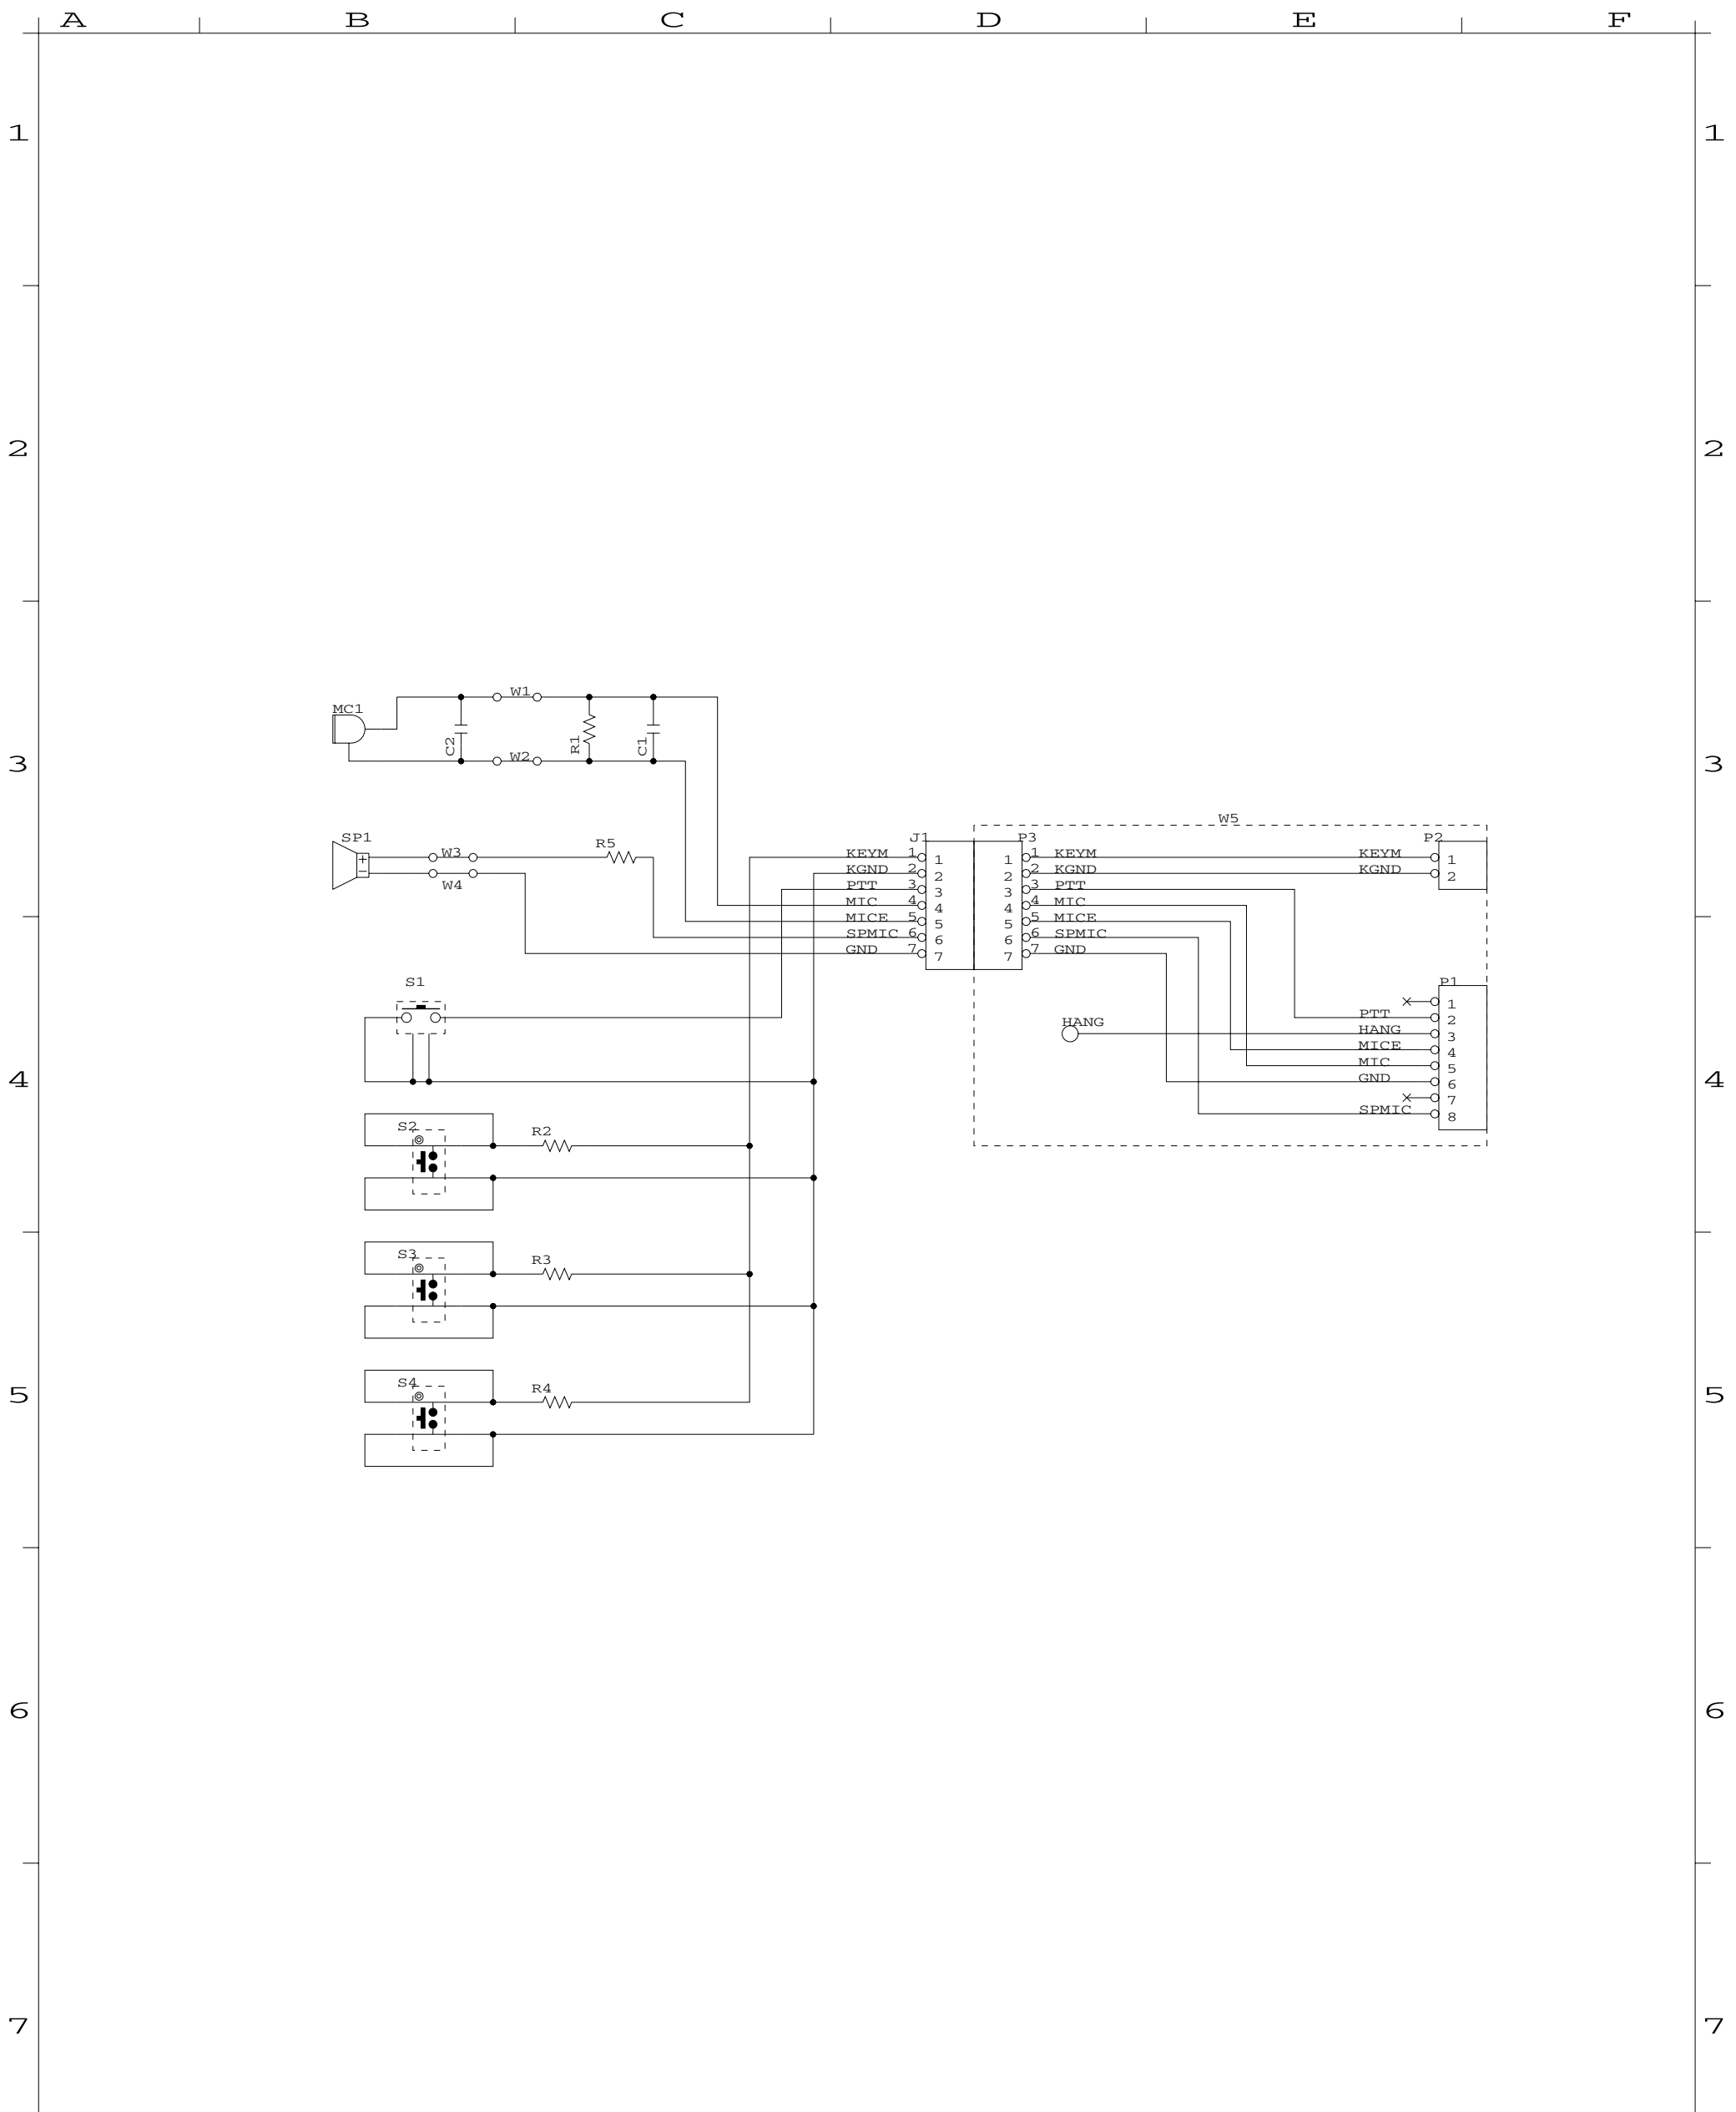 A B C D E F
1 1
2 2
W1
MC1
C2 R1 C1
W2
3 3
W5
SP1 R5 J1 P3 P2
W3 KEYM 1 1 1 1 KEYM KEYM 1
KGND 2 2 2 2 KGND KGND 2
W4 PTT 3 3 3 3 PTT
MIC 4 4 4 4 MIC
MICE 5 5 5 5 MICE
SPMIC 6 6 6 6 SPMIC
GND 7 7 7 7 GND
S1 P1
1
PTT 2
HANG HANG 3
MICE 4
MIC 5
4 GND 6 4
7
SPMIC 8
S2 R2
S3 R3
S4 R4
5 5
6 6
7 7